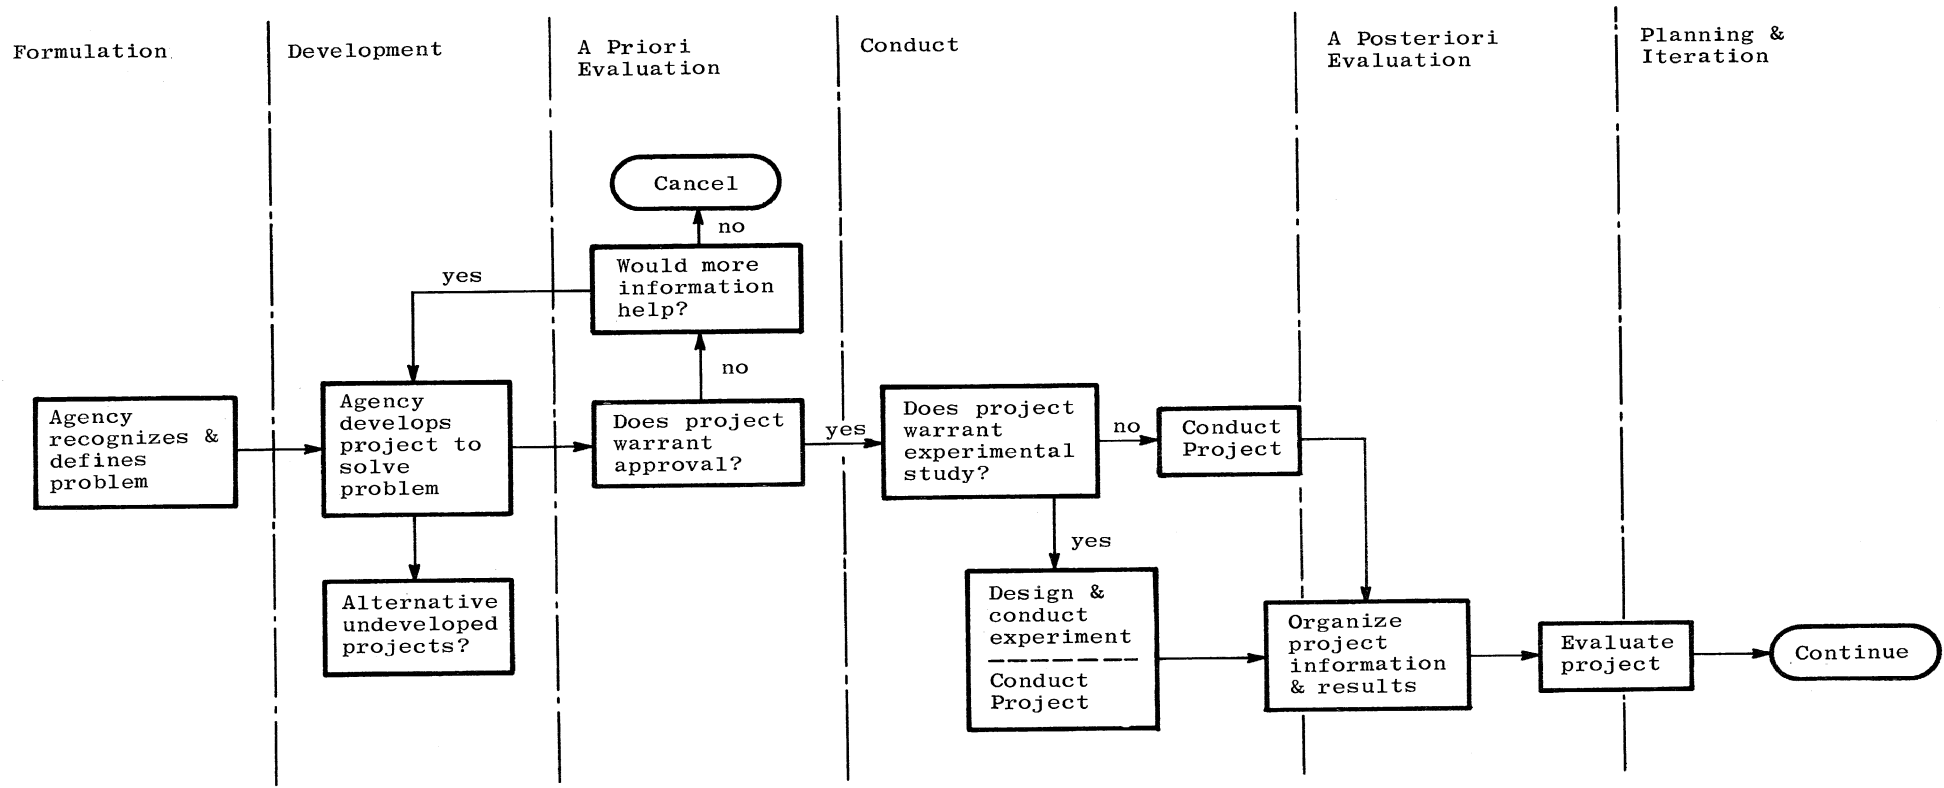 Formulation
Development
A Priori
Evaluation
Conduct
A Posteriori
Evaluation
Planning &
Iteration
Cancel
no
Would more
information
help?
yes
no
Agency
recognizes &
defines
problem
Agency
develops
project to
solve
problem
Does project
warrant
approval?
yes
Does project
warrant
experimental
study?
no
Conduct
Project
yes
Alternative
undeveloped
projects?
Design &
conduct
experiment
Conduct
Project
Organize
project
information
& results
Evaluate
project
Continue